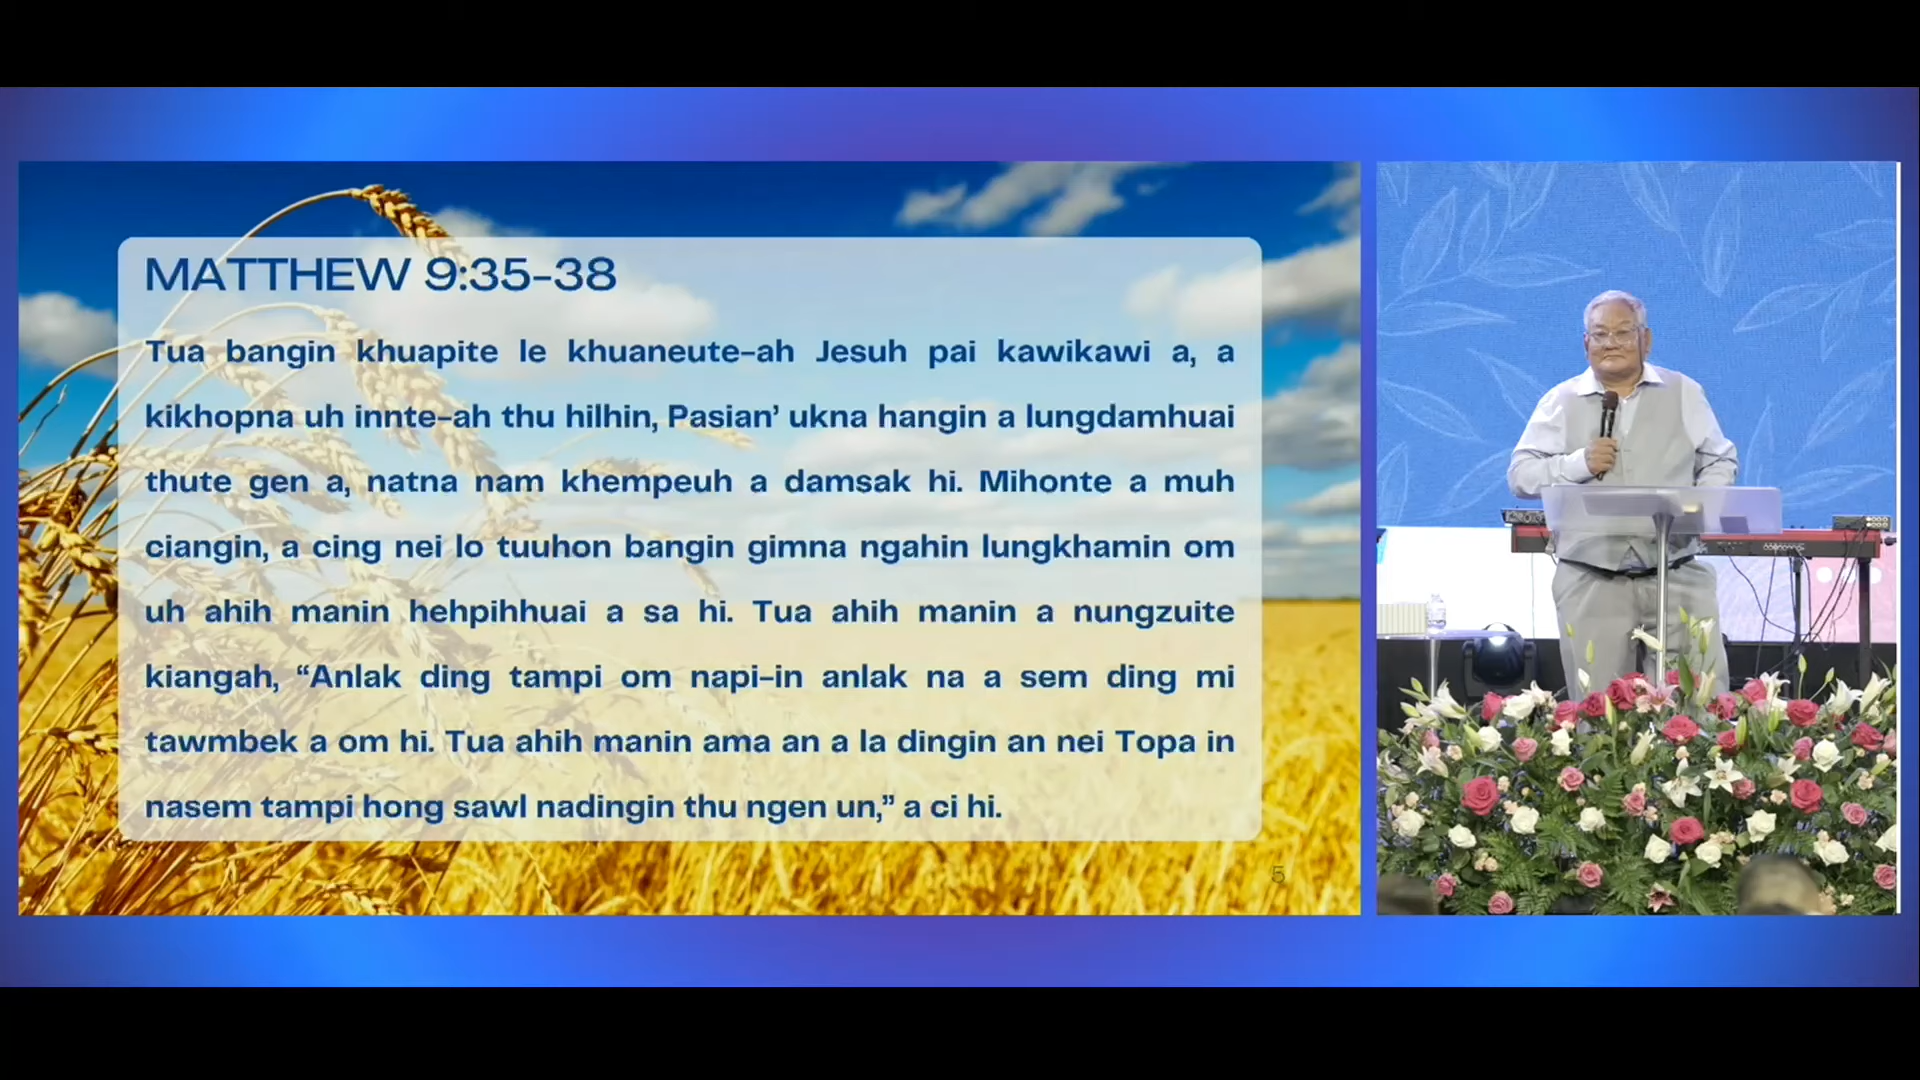 MATTHEW 9:35-38
Tua bangin khuapite le khuaneute-ah Jesuh pai kawikawi a, a
kikhopna uh innte-ah thu hilhin, Pasian’ ukna hangin a lungdamhuai
thute gen a, natna nam khempeuh a damsak hi. Mihonte a muh
ciangin, a cing nei lo tuuhon bangin gimna ngahin lungkhamin om
uh ahih manin hehpihhuai a sa hi. Tua ahih manin a nungzuite
kiangah, “Anlak ding tampi om napi-in anlak na a sem ding mi
tawmbek a om hi. Tua ahih manin ama an a la dingin an nei Topa in
nasem tampi hong sawl nadingin thu ngen un,” a ci hi.
5